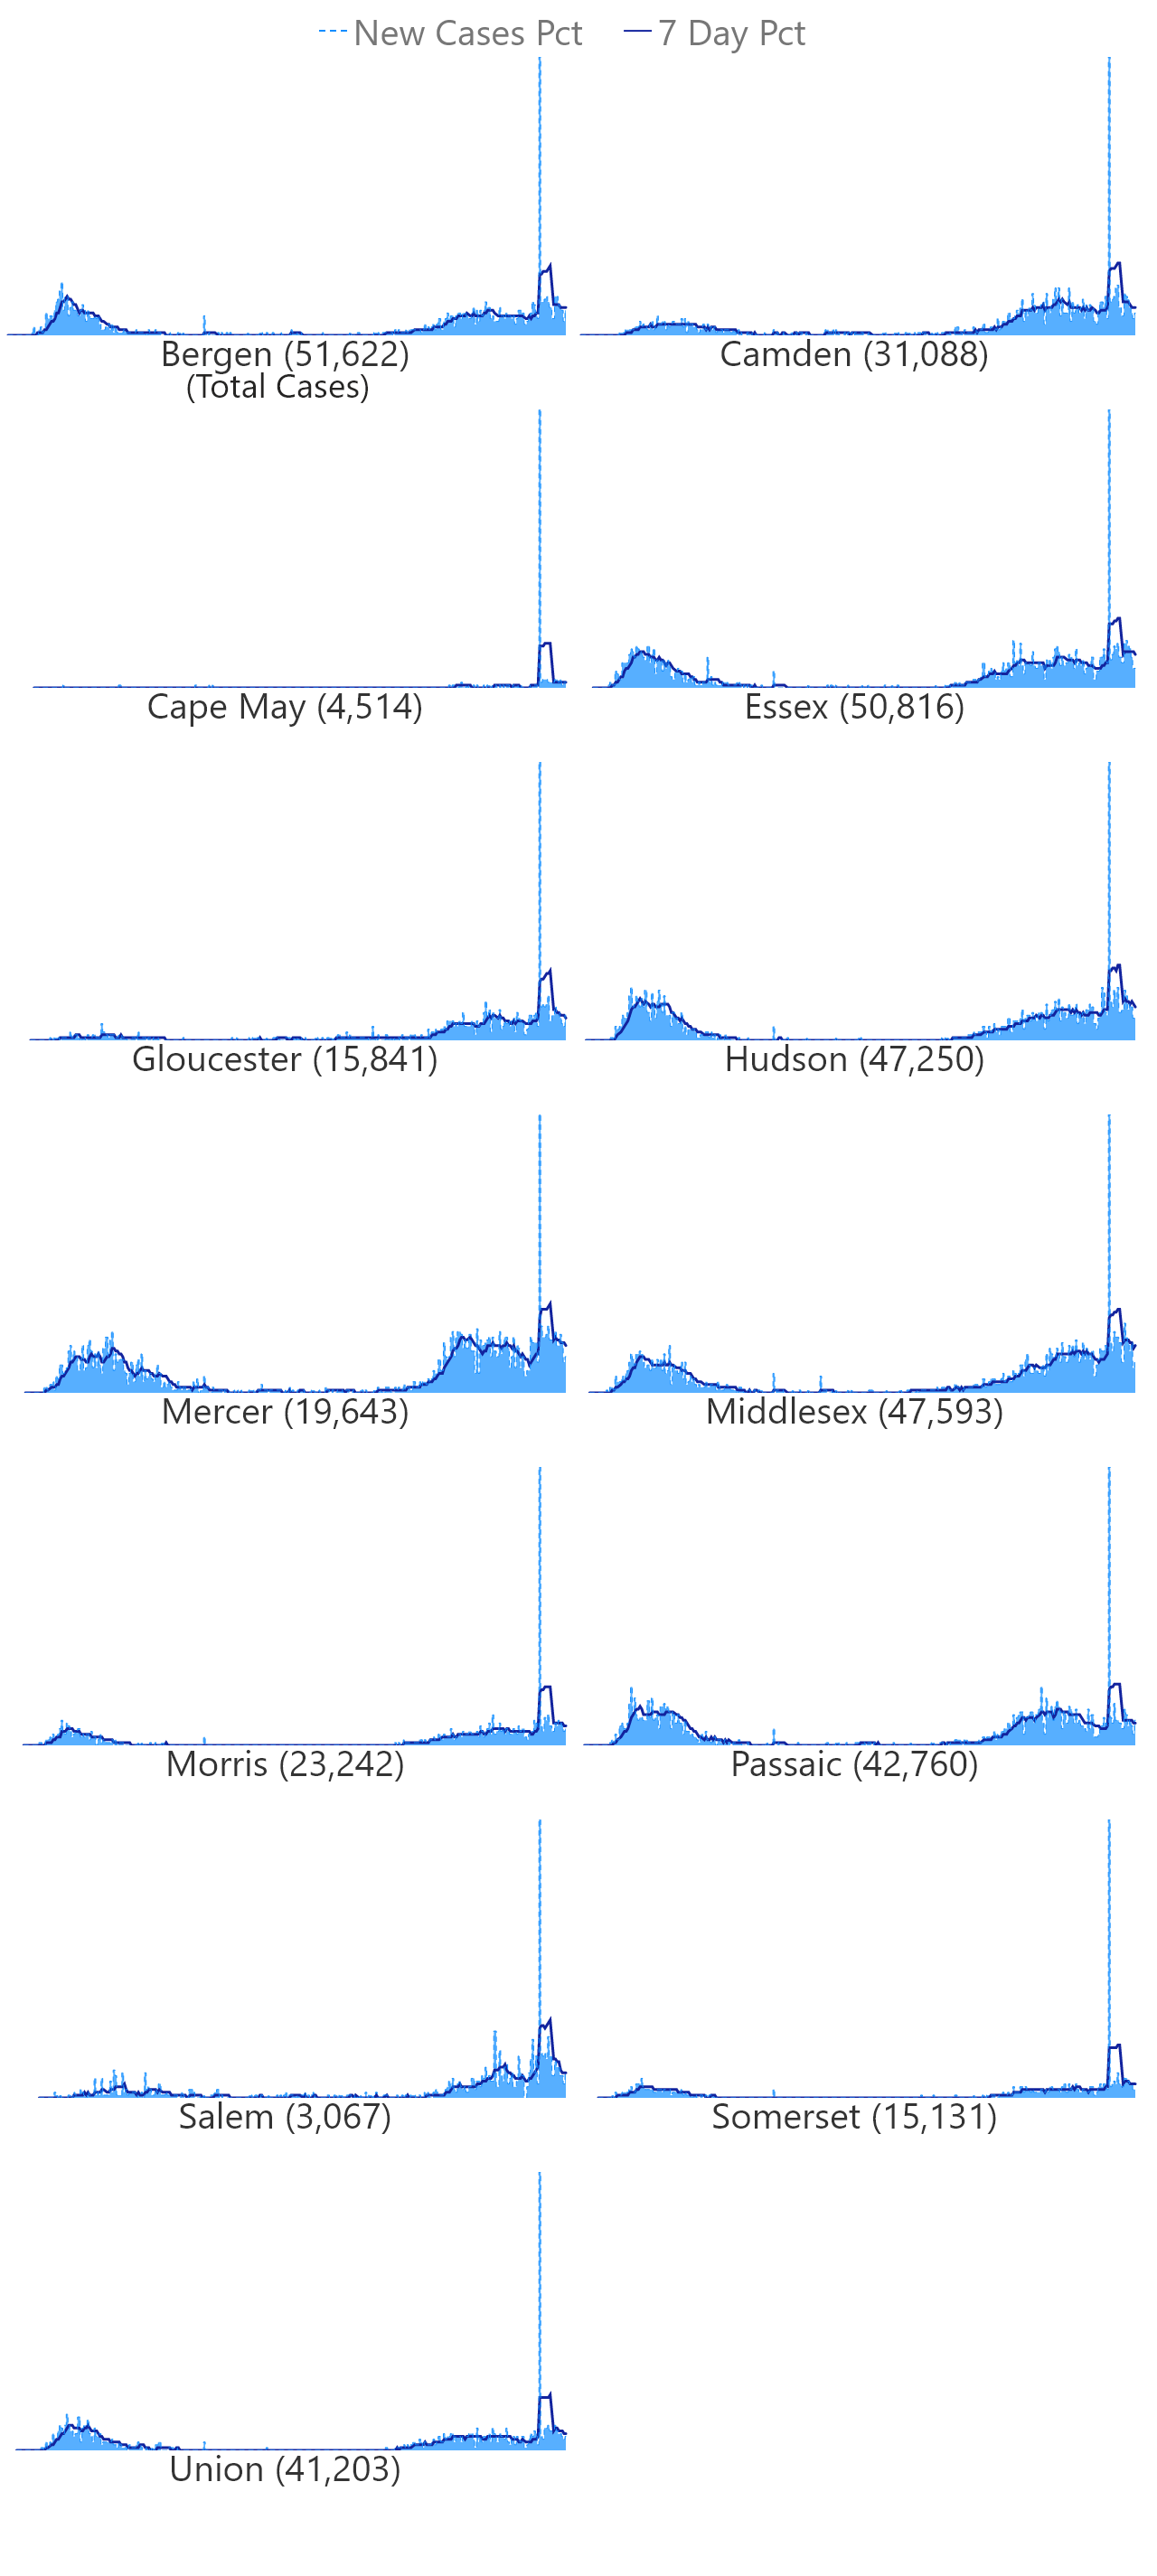 New Cases Pct 7 Day Pct
Bergen (51,622) Camden (31,088)
(Total Cases)
Cape May (4,514) Essex (50,816)
Gloucester (15,841) Hudson (47,250)
Mercer (19,643) Middlesex (47,593)
Morris (23,242) Passaic (42,760)
Salem (3,067) Somerset (15,131)
Union (41,203)